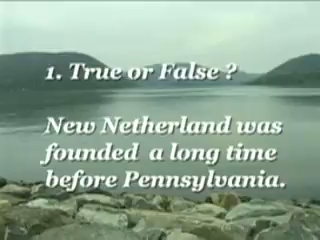 1. True or False ?
New Netherland was
founded a long time
before Pennsylvania.